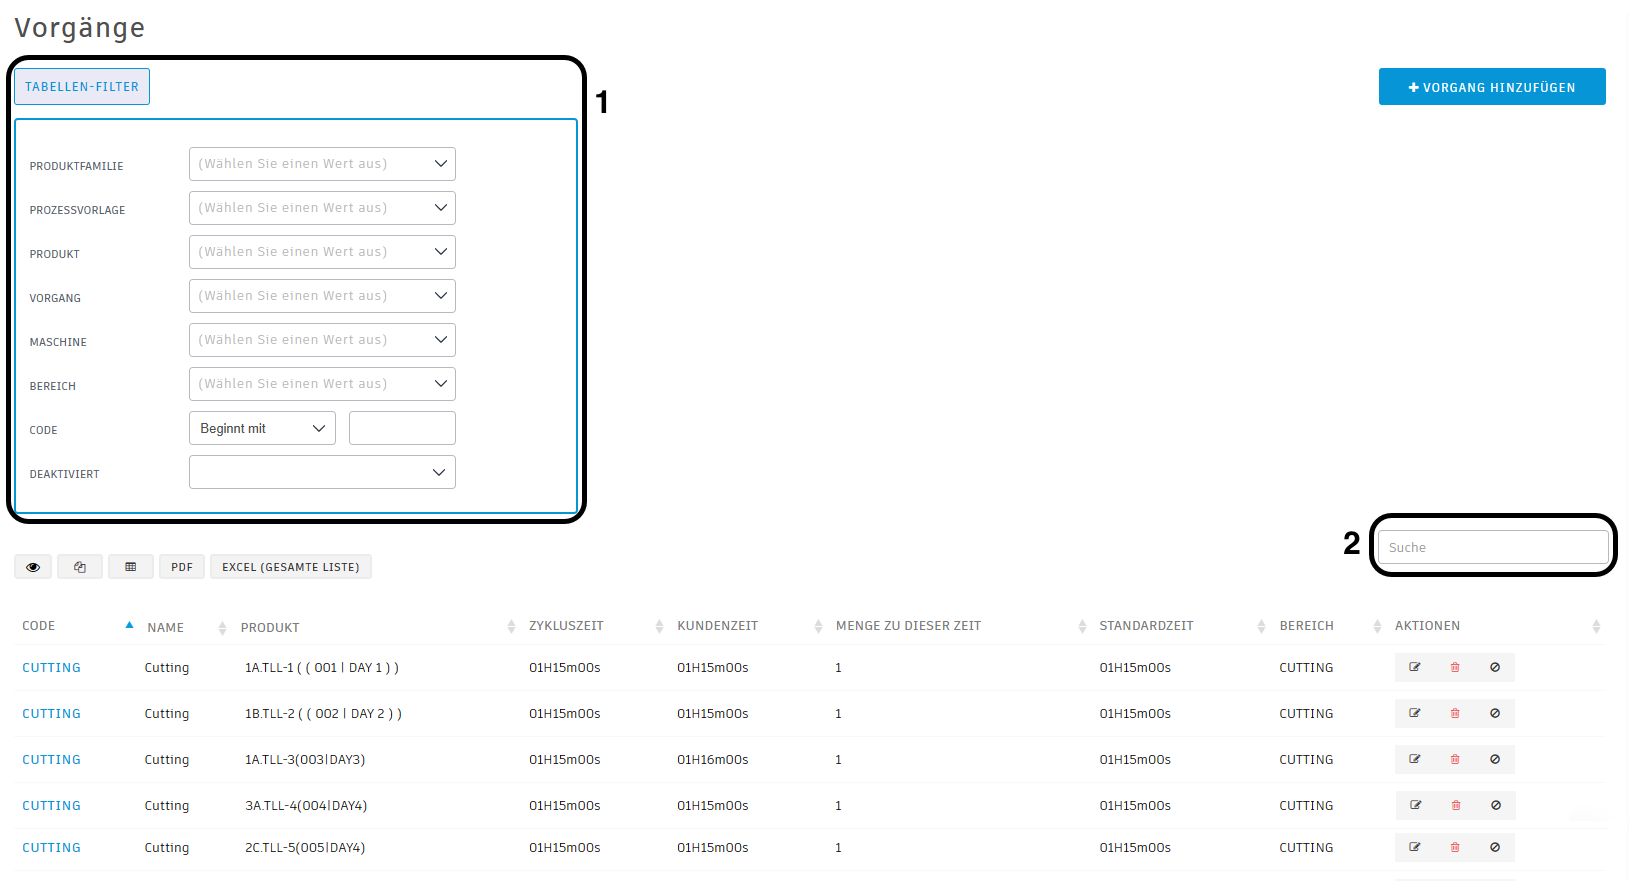 Vorgänge
TABELLEN-FILTER
1
VORGANG HINZUFÜGEN
PRODUKTFAMILIE (Wählen Sie einen Wert aus)
PROZESSVORLAGE (Wählen Sie einen Wert aus)
PRODUKT (Wählen Sie einen Wert aus)
VORGANG (Wählen Sie einen Wert aus)
MASCHINE (Wählen Sie einen Wert aus)
BEREICH (Wählen Sie einen Wert aus)
CODE Beginnt mit
DEAKTIVIERT
2 Suche
PDF EXCEL (GESAMTE LISTE)
CODE NAME PRODUKT ZYKLUSZEIT KUNDENZEIT MENGE ZU DIESER ZEIT STANDARDZEIT BEREICH AKTIONEN
CUTTING Cutting 1A.TLL-1 ( ( 001 | DAY 1 ) ) 01H15m00s 01H15m00s 1 01H15m00s CUTTING
CUTTING Cutting 1B.TLL-2 ( ( 002 | DAY 2 ) ) 01H15m00s 01H15m00s 1 01H15m00s CUTTING
CUTTING Cutting 1A.TLL-3(003|DAY3) 01H15m00s 01H16m00s 1 01H15m00s CUTTING
CUTTING Cutting 3A.TLL-4(004|DAY4) 01H15m00s 01H15m00s 1 01H15m00s CUTTING
CUTTING Cutting 2C.TLL-5(005|DAY4) 01H15m00s 01H15m00s 1 01H15m00s CUTTING